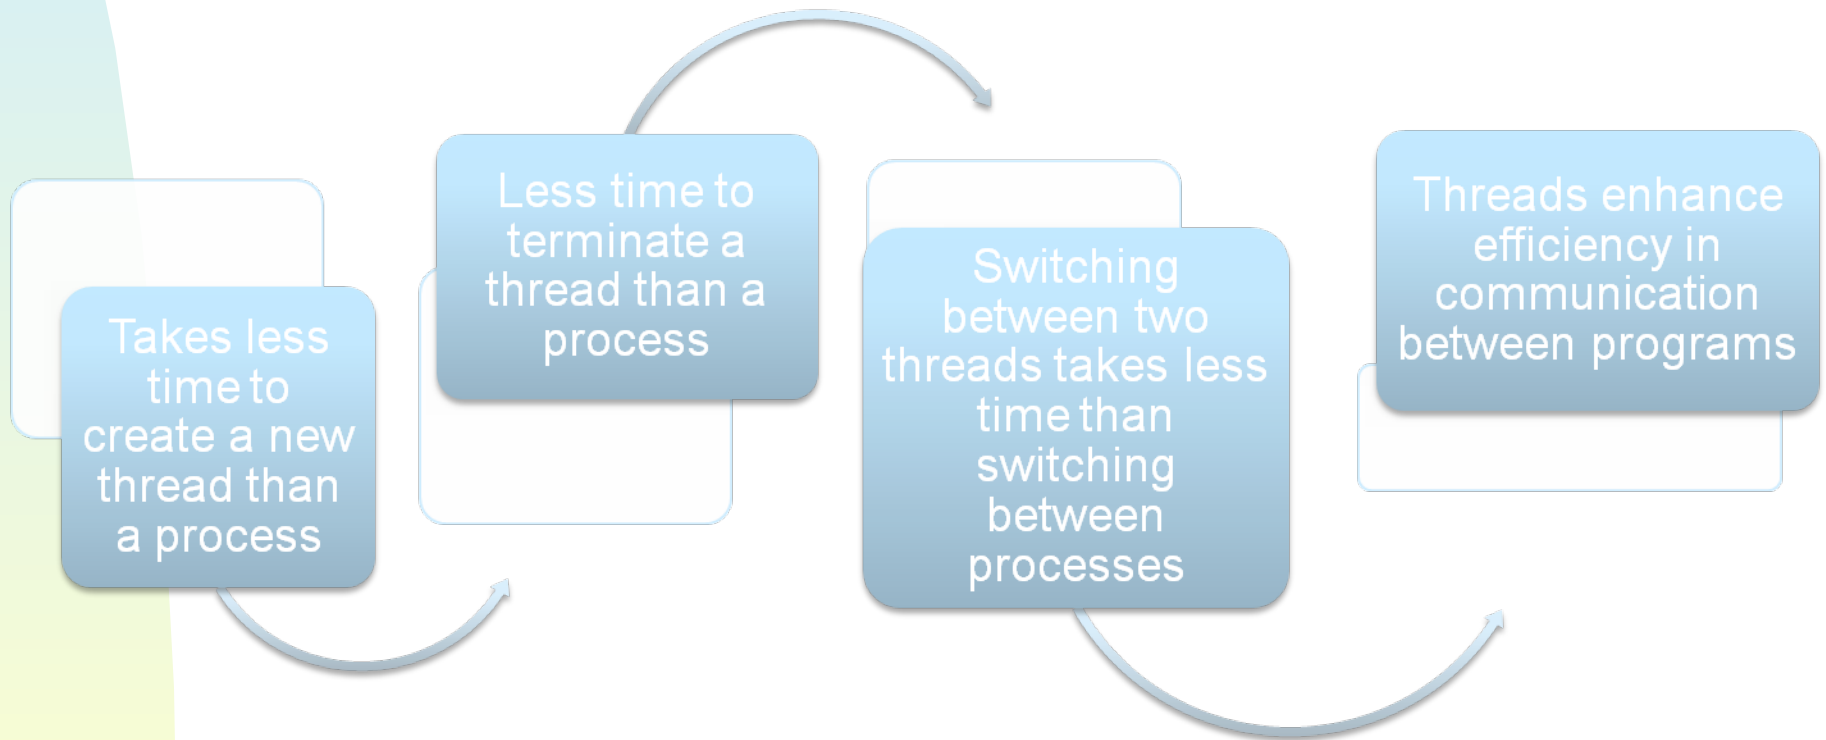 Takes less
time to
create a new
thread than
a process
Less time to
terminate a
thread than a
process
Switching
between two
threads takes less
time than
switching
between
processes
Threads enhance
efficiency in
communication
between programs